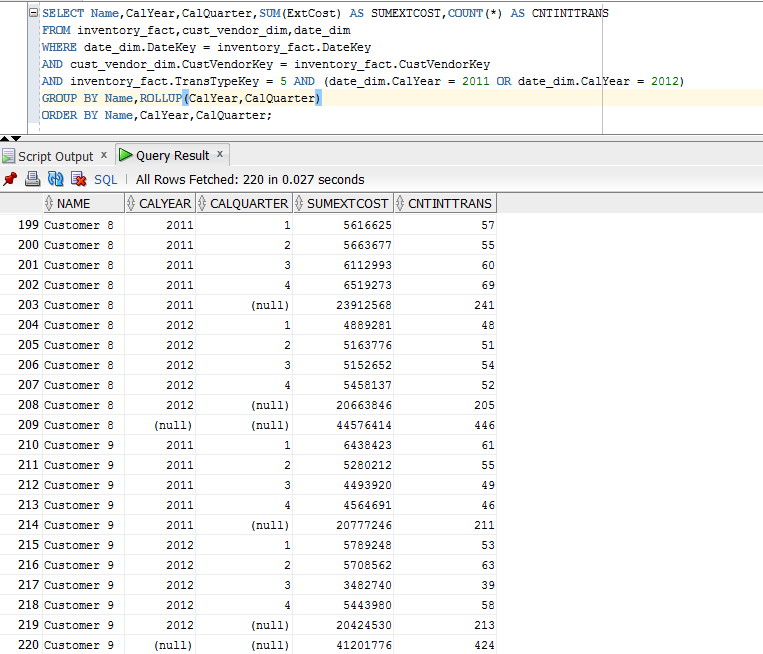 SELECT Name,CalYear,CalQuarter,SUM(ExtCost) AS SUMEXTCOST,COUNT(*) AS CNTINTTRANS
FROM inventory_fact,cust_vendor_dim,date_dim
WHERE date_dim.DateKey = inventory_fact.DateKey
AND cust_vendor_dim.CustVendorKey = inventory_fact.CustVendorKey
AND inventory_fact.TransTypeKey = 5 AND (date_dim.CalYear = 2011 OR date_dim.CalYear = 2012)
GROUP BY Name,ROLLUP(CalYear,CalQuarter)
ORDER BY Name,CalYear,CalQuarter;
Script Output x Query Result x
SQL | All Rows Fetched: 220 in 0.027 seconds
NAME CALYEAR CALQUARTER SUMEXTCOST CNTINTTRANS
199 Customer 8 2011 1 5616625 57
200 Customer 8 2011 2 5663677 55
201 Customer 8 2011 3 6112993 60
202 Customer 8 2011 4 6519273 69
203 Customer 8 2011 (null) 23912568 241
204 Customer 8 2012 1 4889281 48
205 Customer 8 2012 2 5163776 51
206 Customer 8 2012 3 5152652 54
207 Customer 8 2012 4 5458137 52
208 Customer 8 2012 (null) 20663846 205
209 Customer 8 (null) (null) 44576414 446
210 Customer 9 2011 1 6438423 61
211 Customer 9 2011 2 5280212 55
212 Customer 9 2011 3 4493920 49
213 Customer 9 2011 4 4564691 46
214 Customer 9 2011 (null) 20777246 211
215 Customer 9 2012 1 5789248 53
216 Customer 9 2012 2 5708562 63
217 Customer 9 2012 3 3482740 39
218 Customer 9 2012 4 5443980 58
219 Customer 9 2012 (null) 20424530 213
220 Customer 9 (null) (null) 41201776 424